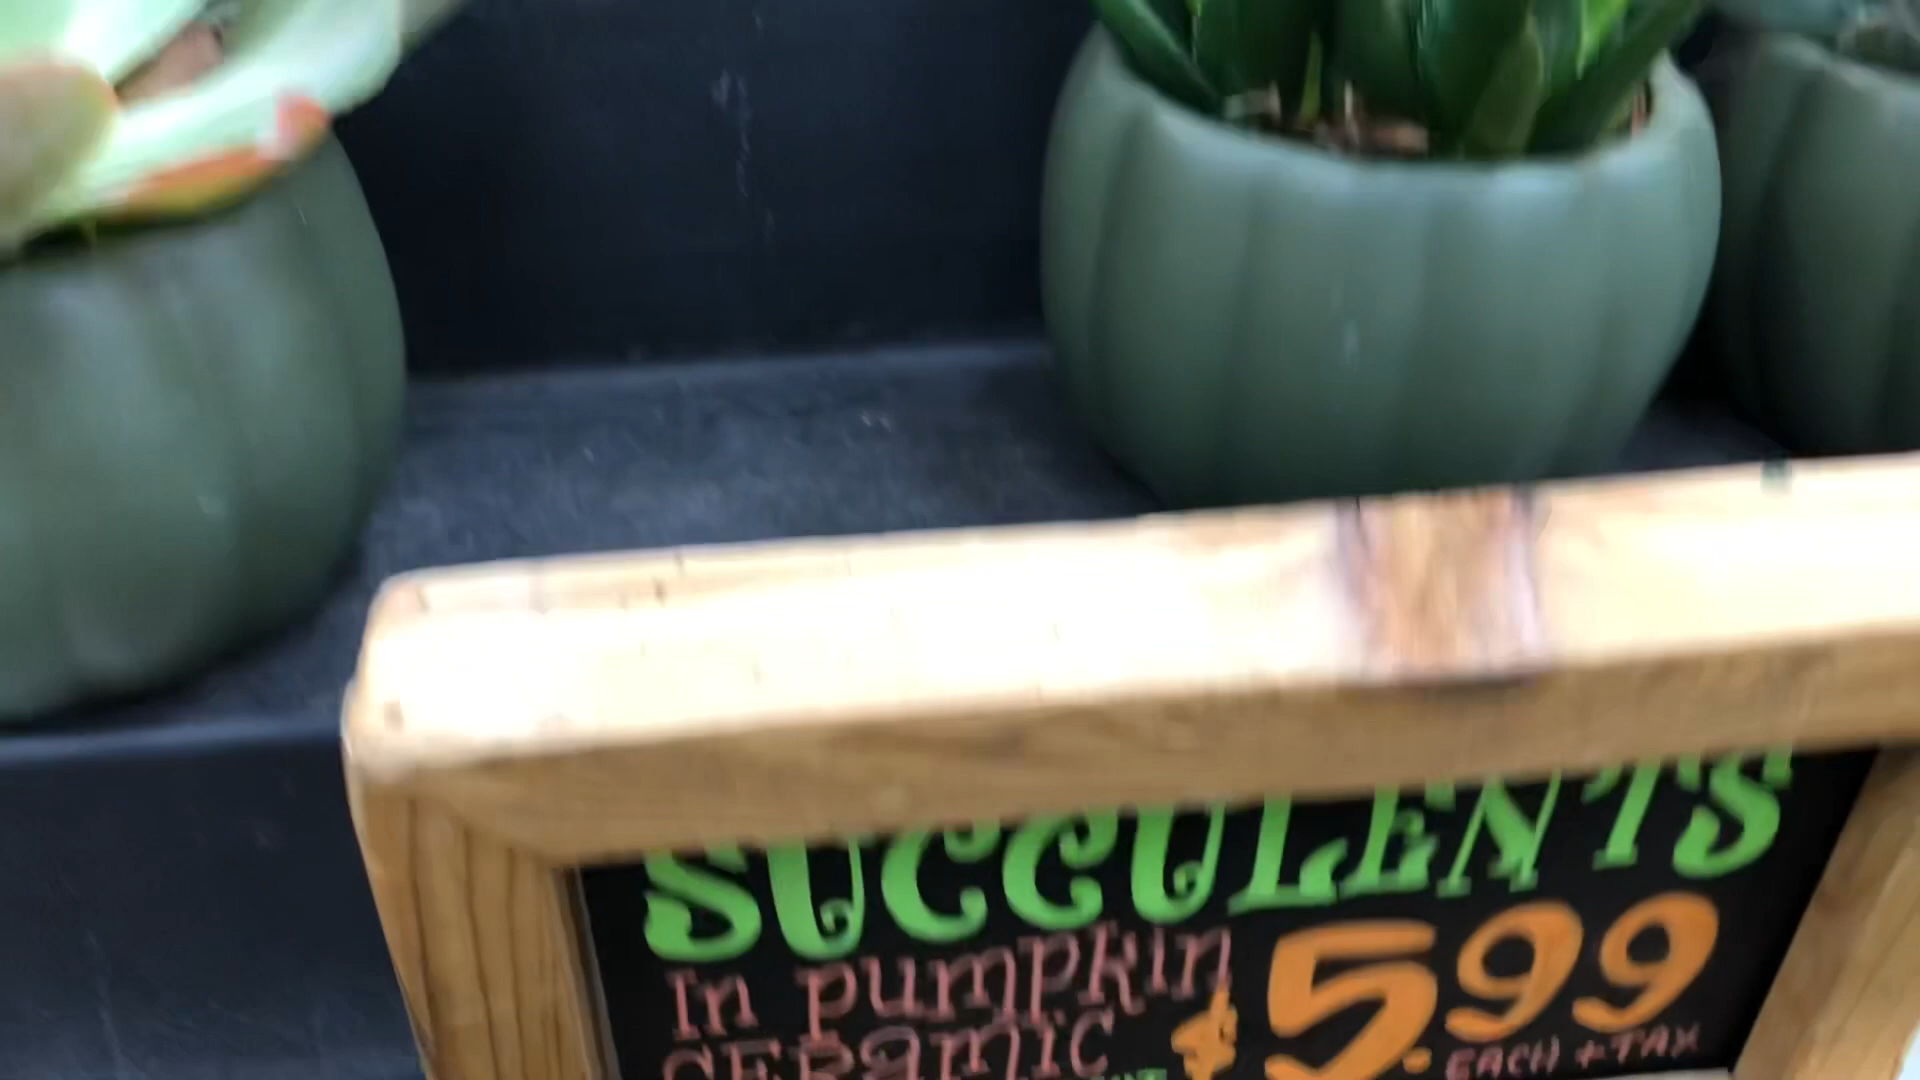 SUCCULENTS
In pumpkin
CERamIC
$5.99
EACH + TAX